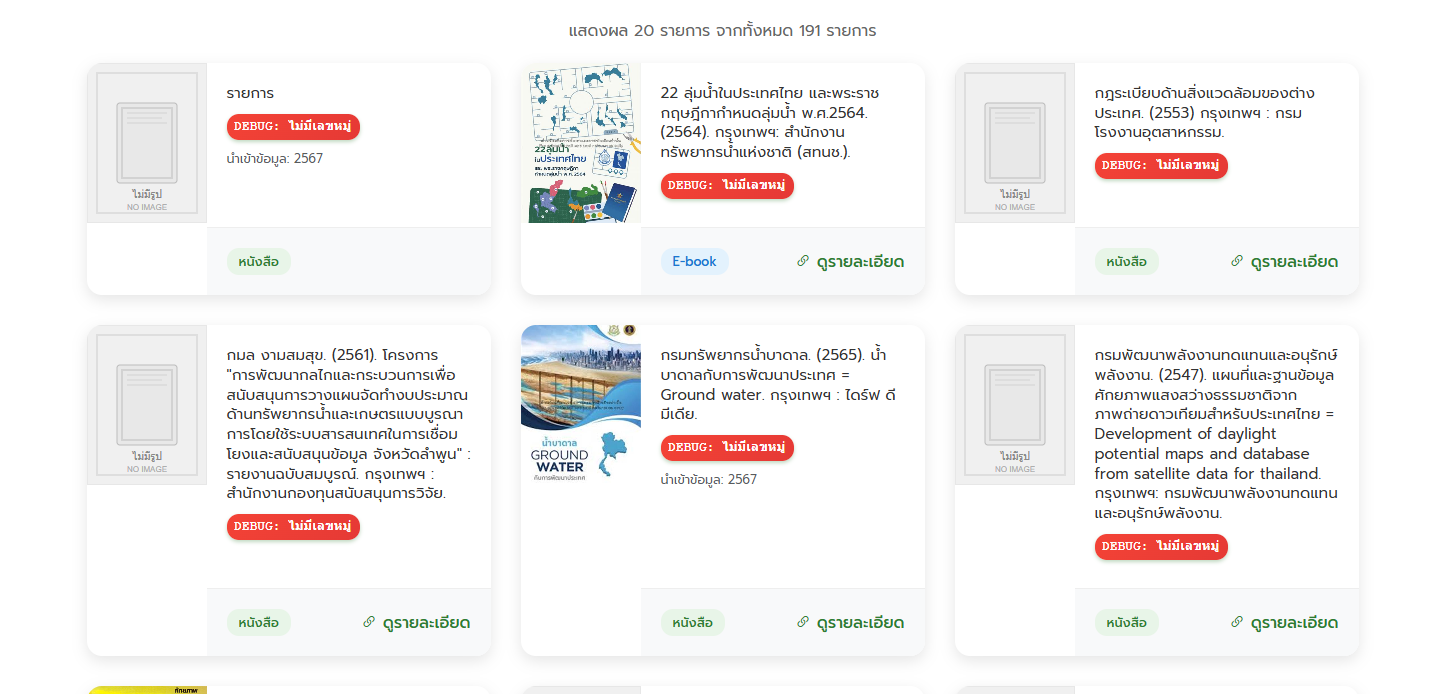 แสดงผล 20 รายการ จากทั้งหมด 191 รายการ
ไม่มีรูป
NO IMAGE
รายการ
DEBUG: ไม่มีเลขหมู่
นำเข้าข้อมูล: 2567
หนังสือ
22ลุ่มน้ำ
ในประเทศไทย
และ พระราชกฤษฎีกา
กำหนดลุ่มน้ำ พ.ศ. 2564
22 ลุ่มน้ำในประเทศไทย และพระราช
กฤษฎีกากำหนดลุ่มน้ำ พ.ศ.2564.
(2564). กรุงเทพฯ: สำนักงาน
ทรัพยากรน้ำแห่งชาติ (สทนช.).
DEBUG: ไม่มีเลขหมู่
E-book
ดูรายละเอียด
ไม่มีรูป
NO IMAGE
กฎระเบียบด้านสิ่งแวดล้อมของต่าง
ประเทศ. (2553) กรุงเทพฯ : กรม
โรงงานอุตสาหกรรม.
DEBUG: ไม่มีเลขหมู่
หนังสือ
ดูรายละเอียด
ไม่มีรูป
NO IMAGE
กมล งามสมสุข. (2561). โครงการ
"การพัฒนากลไกและกระบวนการเพื่อ
สนับสนุนการวางแผนจัดทำงบประมาณ
ด้านทรัพยากรน้ำและเกษตรแบบบูรณา
การโดยใช้ระบบสารสนเทศในการเชื่อม
โยงและสนับสนุนข้อมูล จังหวัดลำพูน" :
รายงานฉบับสมบูรณ์. กรุงเทพฯ :
สำนักงานกองทุนสนับสนุนการวิจัย.
DEBUG: ไม่มีเลขหมู่
หนังสือ
ดูรายละเอียด
น้ำบาดาล
GROUND
WATER
กับการพัฒนาประเทศ
กรมทรัพยากรน้ำบาดาล. (2565). น้ำ
บาดาลกับการพัฒนาประเทศ =
Ground water. กรุงเทพฯ : ไดร์ฟ ดี
มีเดีย.
DEBUG: ไม่มีเลขหมู่
นำเข้าข้อมูล: 2567
หนังสือ
ดูรายละเอียด
ไม่มีรูป
NO IMAGE
กรมพัฒนาพลังงานทดแทนและอนุรักษ์
พลังงาน. (2547). แผนที่และฐานข้อมูล
ศักยภาพแสงสว่างธรรมชาติจาก
ภาพถ่ายดาวเทียมสำหรับประเทศไทย =
Development of daylight
potential maps and database
from satellite data for thailand.
กรุงเทพฯ: กรมพัฒนาพลังงานทดแทน
และอนุรักษ์พลังงาน.
DEBUG: ไม่มีเลขหมู่
หนังสือ
ดูรายละเอียด
ศักยภาพ